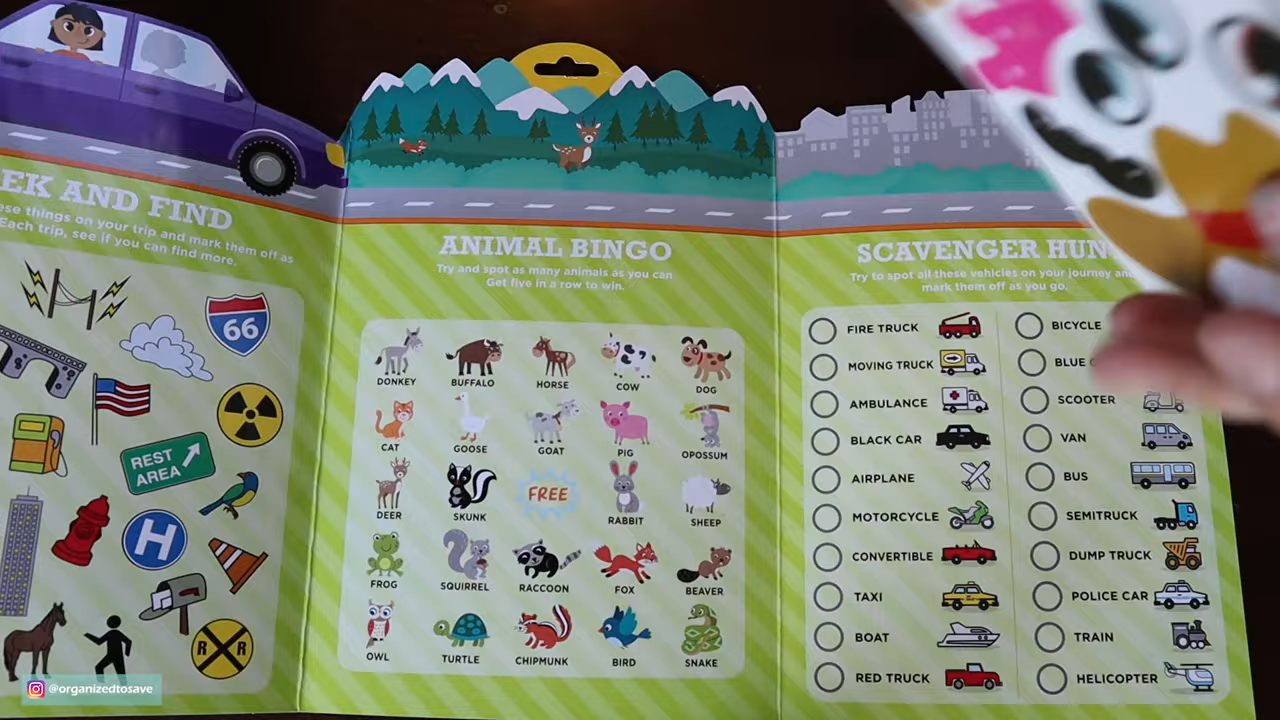 EK AND FIND
ese things on your trip and mark them off as
Each trip, see if you can find more.
66
REST
AREA
H
R R
ANIMAL BINGO
Try and spot as many animals as you can
Get five in a row to win.
DONKEY BUFFALO HORSE COW DOG
CAT GOOSE GOAT PIG OPOSSUM
DEER SKUNK FREE RABBIT SHEEP
FROG SQUIRREL RACCOON FOX BEAVER
OWL TURTLE CHIPMUNK BIRD SNAKE
SCAVENGER HUN
Try to spot all these vehicles on your journey and
mark them off as you go.
FIRE TRUCK
MOVING TRUCK
AMBULANCE
BLACK CAR
AIRPLANE
MOTORCYCLE
CONVERTIBLE
TAXI
BOAT
RED TRUCK
BICYCLE
BLUE
SCOOTER
VAN
BUS
SEMITRUCK
DUMP TRUCK
POLICE CAR
TRAIN
HELICOPTER
@organizedtosave